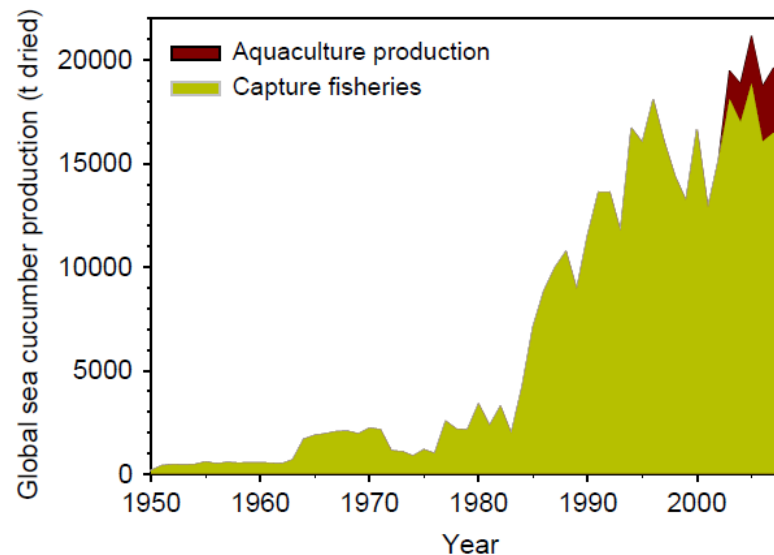 Global sea cucumber production (t dried)
Aquaculture production
Capture fisheries
20000
15000
10000
5000
0
1950 1960 1970 1980 1990 2000
Year